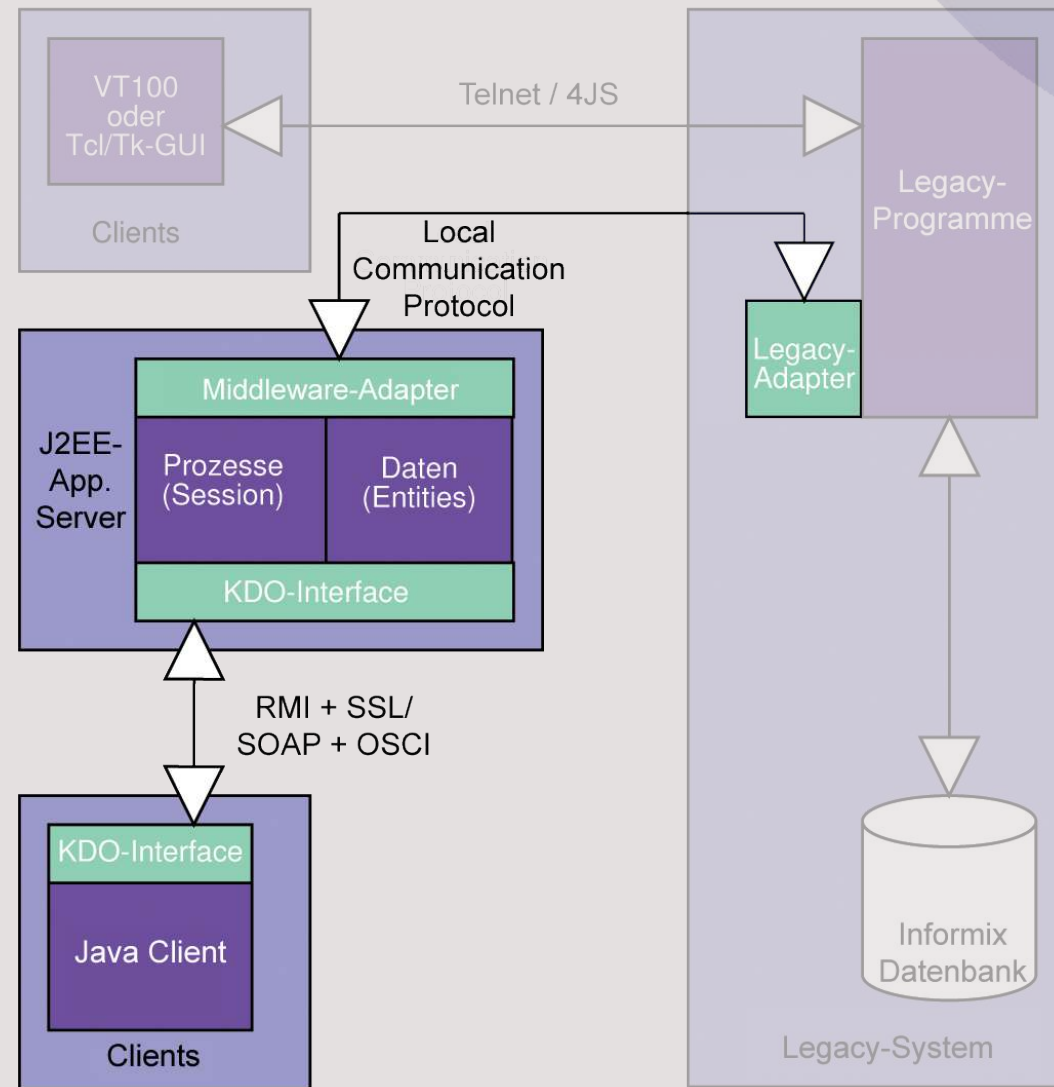 VT100
oder
Tcl/Tk-GUI
Clients
Telnet / 4JS
Legacy-
Programme
Local
Communication
Protocol
Legacy-
Adapter
Middleware-Adapter
J2EE-
App.
Server
Prozesse
(Session)
Daten
(Entities)
KDO-Interface
RMI + SSL/
SOAP + OSCI
KDO-Interface
Java Client
Clients
Informix
Datenbank
Legacy-System